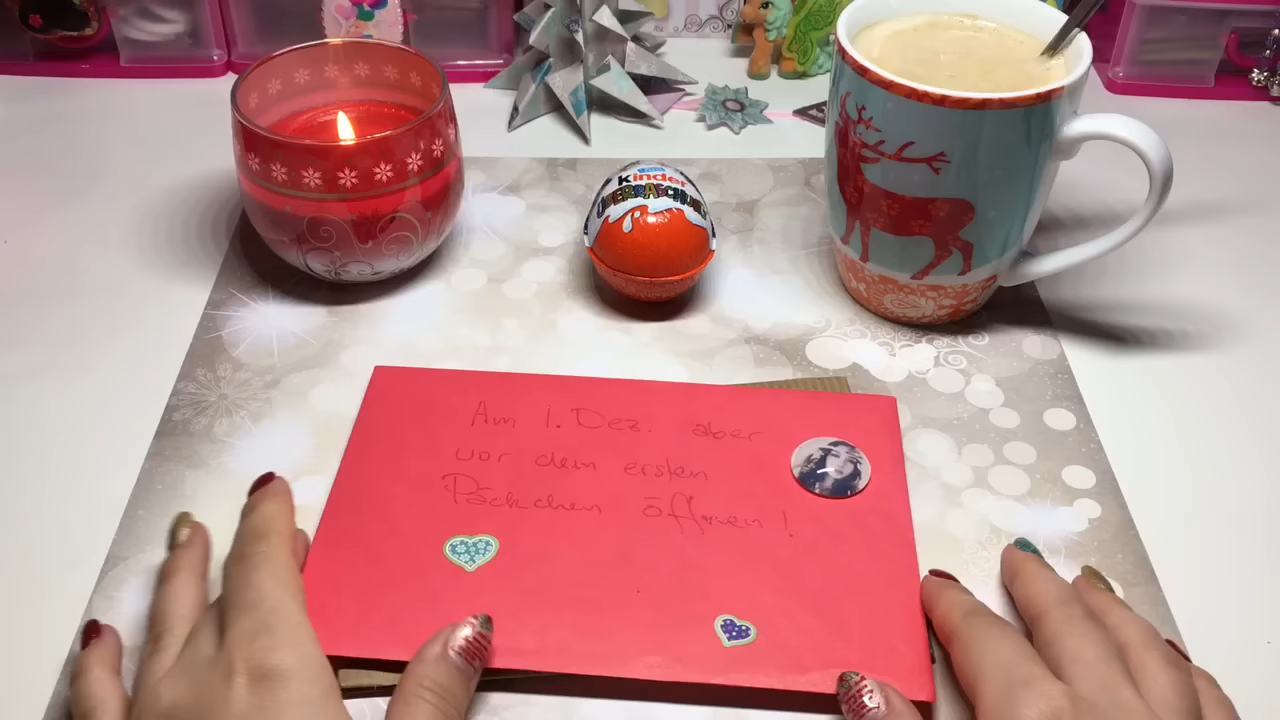 kinder
ÜBERRASCHUNG
Am 1. Dez. aber
vor dem ersten
Päckchen öffnen!